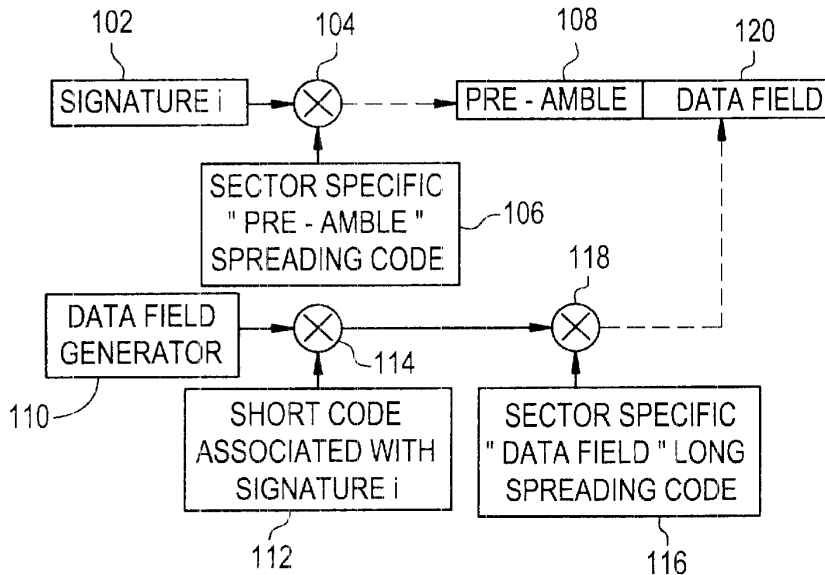 102
104
108
120
SIGNATURE i
PRE - AMBLE
DATA FIELD
SECTOR SPECIFIC
" PRE - AMBLE "
SPREADING CODE
106
118
DATA FIELD
GENERATOR
114
110
SHORT CODE
ASSOCIATED WITH
SIGNATURE i
SECTOR SPECIFIC
" DATA FIELD " LONG
SPREADING CODE
112
116